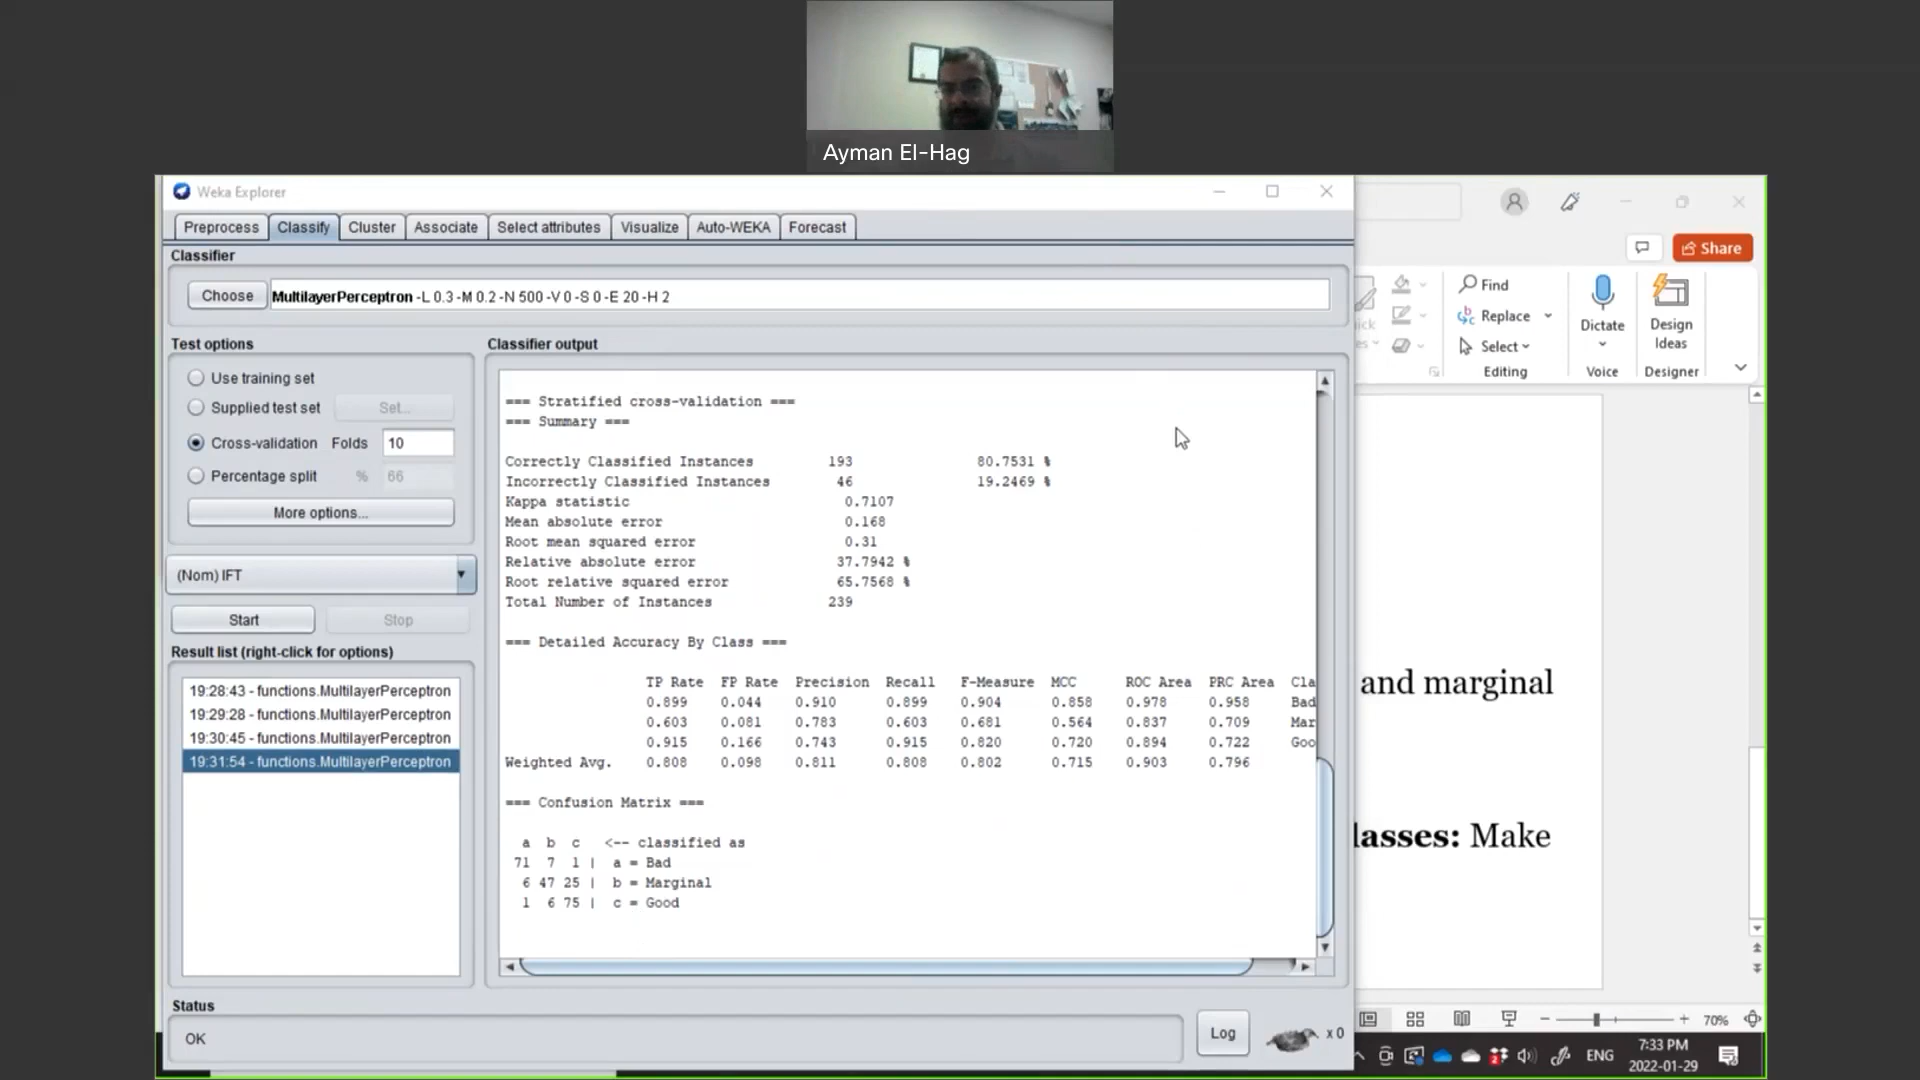 Ayman El-Hag
Weka Explorer
Preprocess Classify Cluster Associate Select attributes Visualize Auto-WEKA Forecast
Classifier
Choose MultilayerPerceptron -L 0.3 -M 0.2 -N 500 -V 0 -S 0 -E 20 -H 2
Test options
Use training set
Supplied test set Set...
Cross-validation Folds 10
Percentage split % 66
More options...
(Nom) IFT
Start Stop
Result list (right-click for options)
19:28:43 - functions.MultilayerPerceptron
19:29:28 - functions.MultilayerPerceptron
19:30:45 - functions.MultilayerPerceptron
19:31:54 - functions.MultilayerPerceptron
Classifier output
=== Stratified cross-validation ===
=== Summary ===
Correctly Classified Instances 193 80.7531 %
Incorrectly Classified Instances 46 19.2469 %
Kappa statistic 0.7107
Mean absolute error 0.168
Root mean squared error 0.31
Relative absolute error 37.7942 %
Root relative squared error 65.7568 %
Total Number of Instances 239
=== Detailed Accuracy By Class ===
TP Rate FP Rate Precision Recall F-Measure MCC ROC Area PRC Area Cla
0.899 0.044 0.910 0.899 0.904 0.858 0.978 0.958 Bad
0.603 0.081 0.783 0.603 0.681 0.564 0.837 0.709 Mar
0.915 0.166 0.743 0.915 0.820 0.720 0.894 0.722 Goo
Weighted Avg. 0.808 0.098 0.811 0.808 0.802 0.715 0.903 0.796
=== Confusion Matrix ===
a b c <-- classified as
71 7 1 | a = Bad
6 47 25 | b = Marginal
1 6 75 | c = Good
Status
OK
Log x 0
Share
Find
Replace
Select
Editing
Dictate
Voice
Design
Ideas
Designer
and marginal
lasses: Make
70%
ENG
7:33 PM
2022-01-29